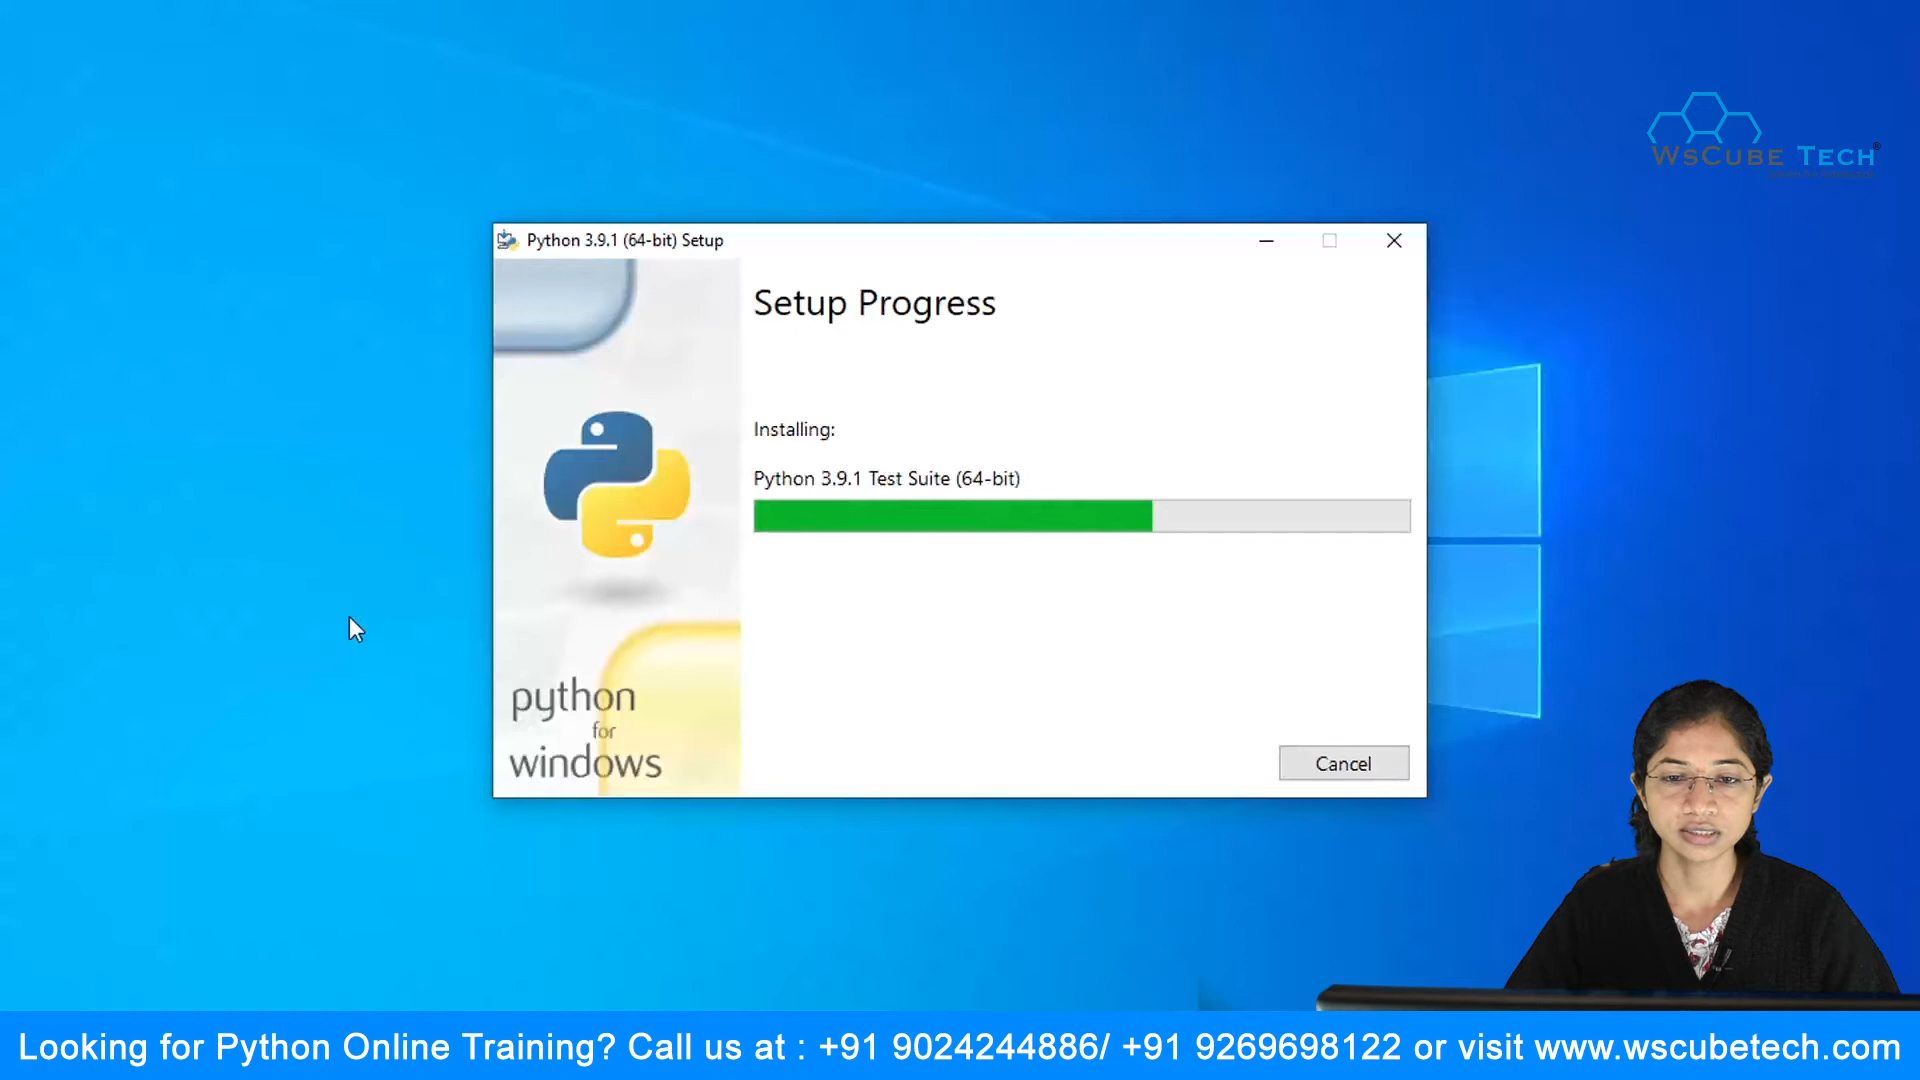 WsCube Tech®
Python 3.9.1 (64-bit) Setup
Setup Progress
Installing:
Python 3.9.1 Test Suite (64-bit)
python
for
windows
Cancel
Looking for Python Online Training? Call us at : +91 9024244886/ +91 9269698122 or visit www.wscubetech.com